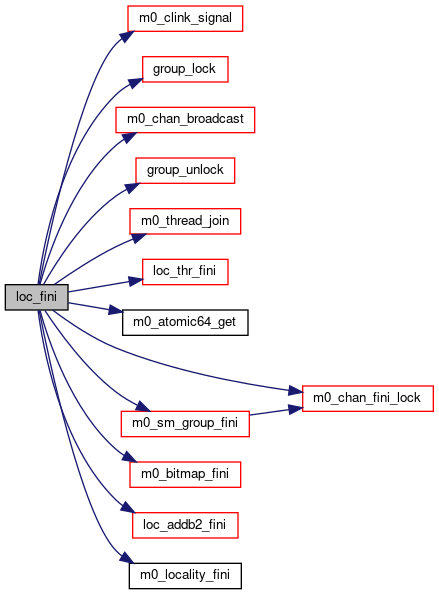 m0_clink_signal
group_lock
m0_chan_broadcast
group_unlock
m0_thread_join
loc_thr_fini
loc_fini
m0_atomic64_get
m0_chan_fini_lock
m0_sm_group_fini
m0_bitmap_fini
loc_addb2_fini
m0_locality_fini